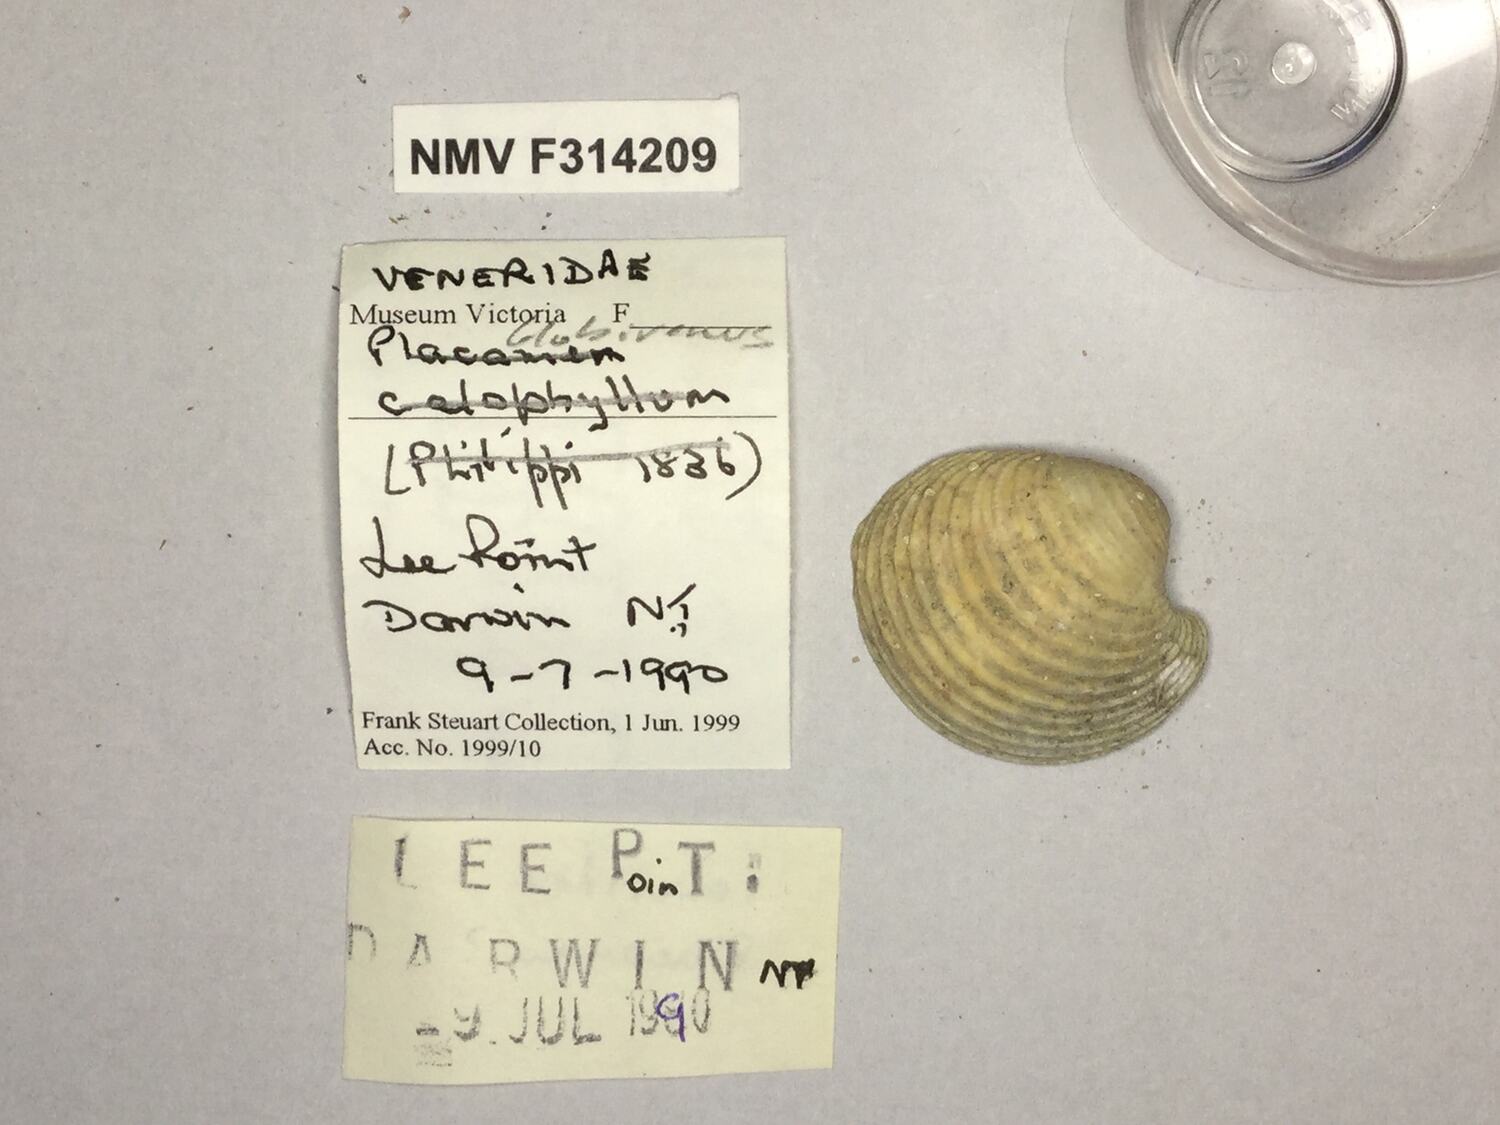 NMV F314209
VENERIDAE
Museum Victoria F
Globivenus
Placamen
calophyllum
(Philippi 1836)
Lee Point
Darwin NT
9-7-1990
Frank Steuart Collection, 1 Jun. 1999
Acc. No. 1999/10
LEE PoinT:
DARWIN NT
-9 JUL 1990